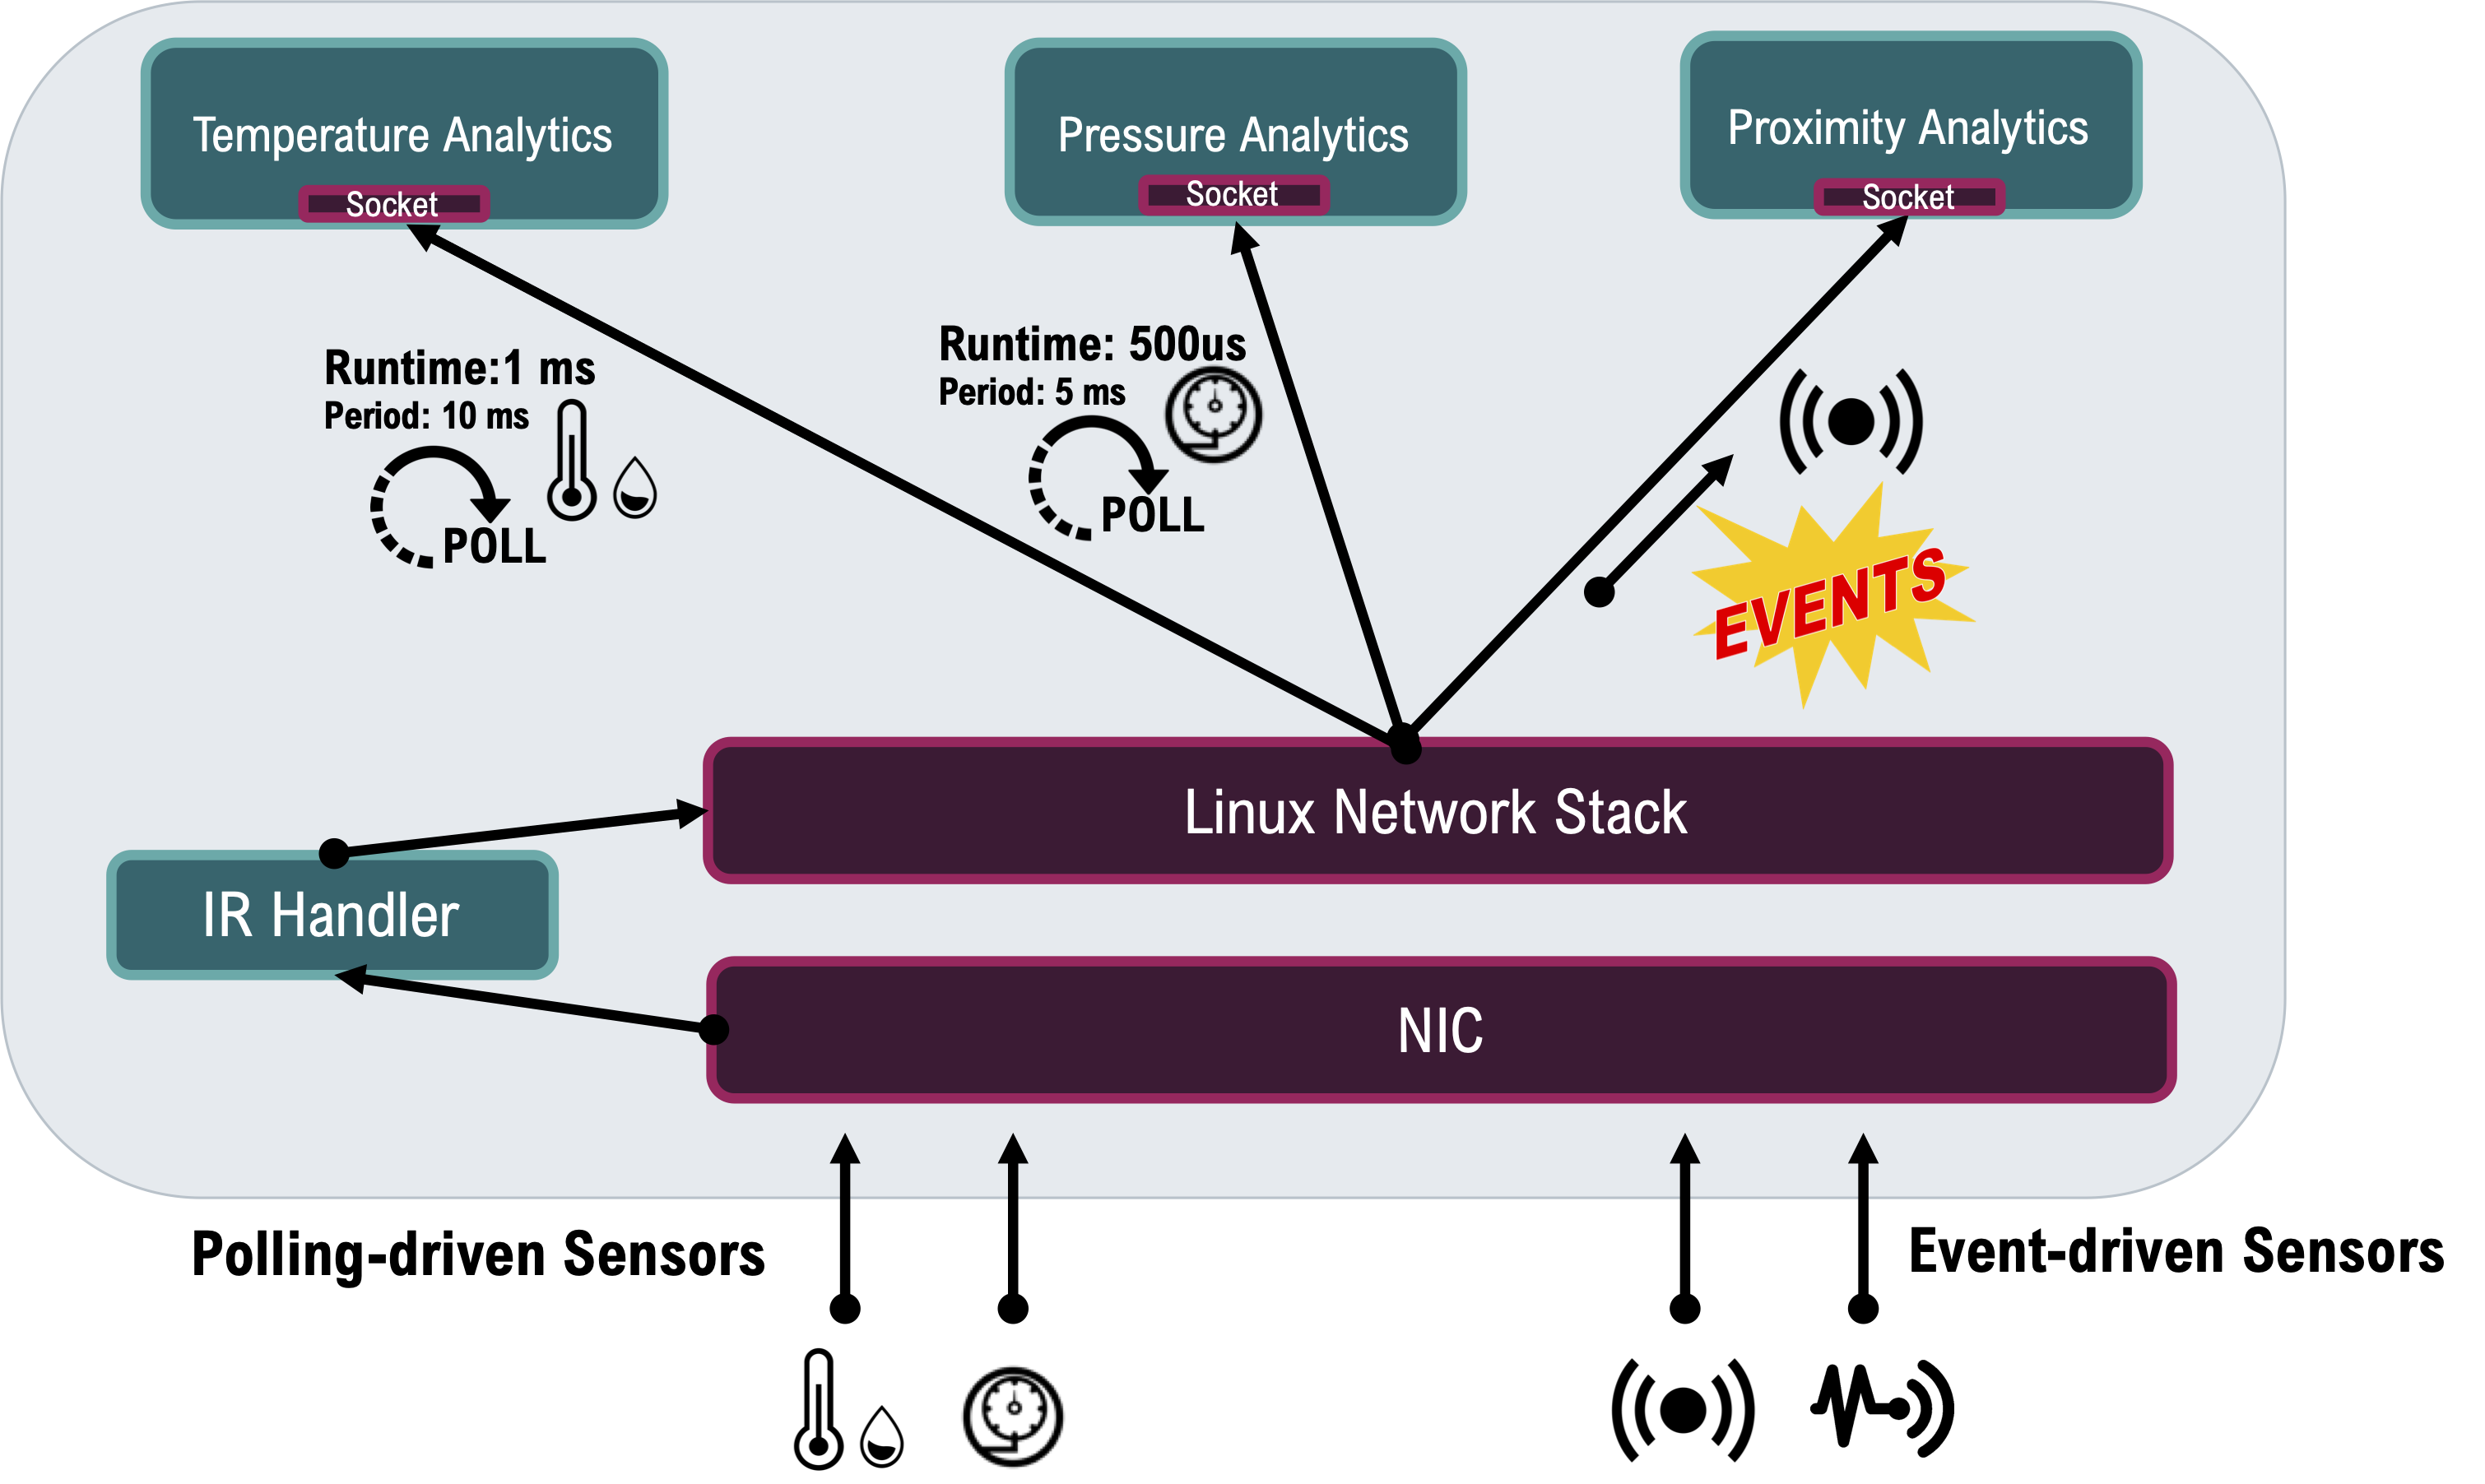 Temperature Analytics
Socket
Pressure Analytics
Socket
Proximity Analytics
Socket
Runtime:1 ms
Period: 10 ms
POLL
Runtime: 500us
Period: 5 ms
POLL
EVENTS
Linux Network Stack
IR Handler
NIC
Polling-driven Sensors
Event-driven Sensors